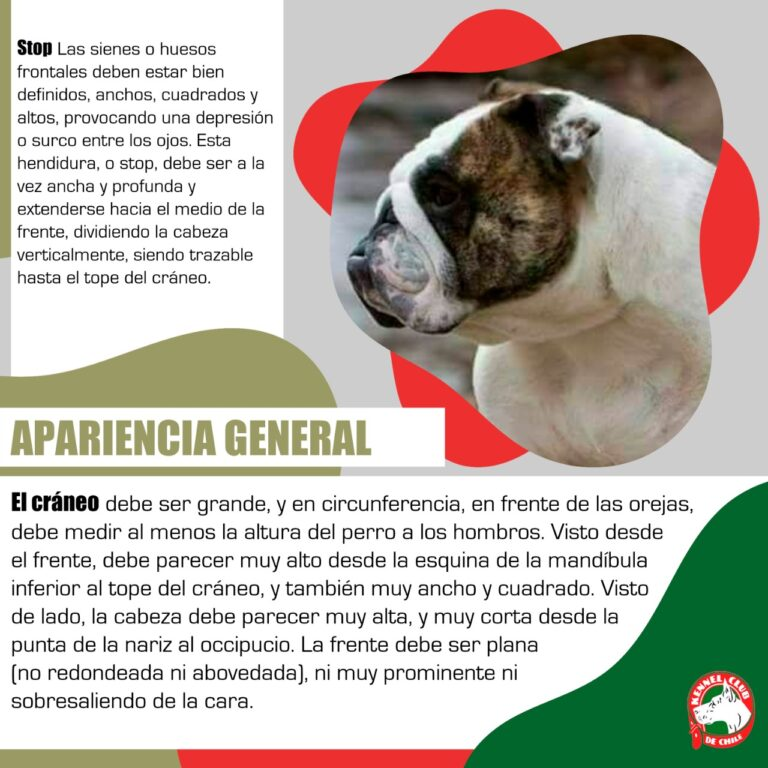 Stop Las sienes o huesos
frontales deben estar bien
definidos, anchos, cuadrados y
altos, provocando una depresión
o surco entre los ojos. Esta
hendidura, o stop, debe ser a la
vez ancha y profunda y
extenderse hacia el medio de la
frente, dividiendo la cabeza
verticalmente, siendo trazable
hasta el tope del cráneo.
APARIENCIA GENERAL
El cráneo debe ser grande, y en circunferencia, en frente de las orejas,
debe medir al menos la altura del perro a los hombros. Visto desde
el frente, debe parecer muy alto desde la esquina de la mandíbula
inferior al tope del cráneo, y también muy ancho y cuadrado. Visto
de lado, la cabeza debe parecer muy alta, y muy corta desde la
punta de la nariz al occipucio. La frente debe ser plana
(no redondeada ni abovedada), ni muy prominente ni
sobresaliendo de la cara.
KENNEL CLUB
DE CHILE